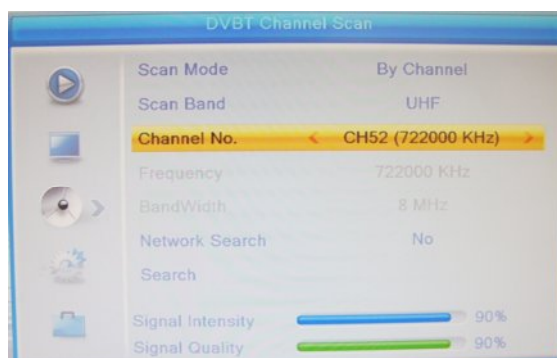 DVBT Channel Scan
Scan Mode By Channel
Scan Band UHF
Channel No. < CH52 (722000 KHz) >
Frequency 722000 KHz
BandWidth 8 MHz
Network Search No
Search
Signal Intensity 90%
Signal Quality 90%